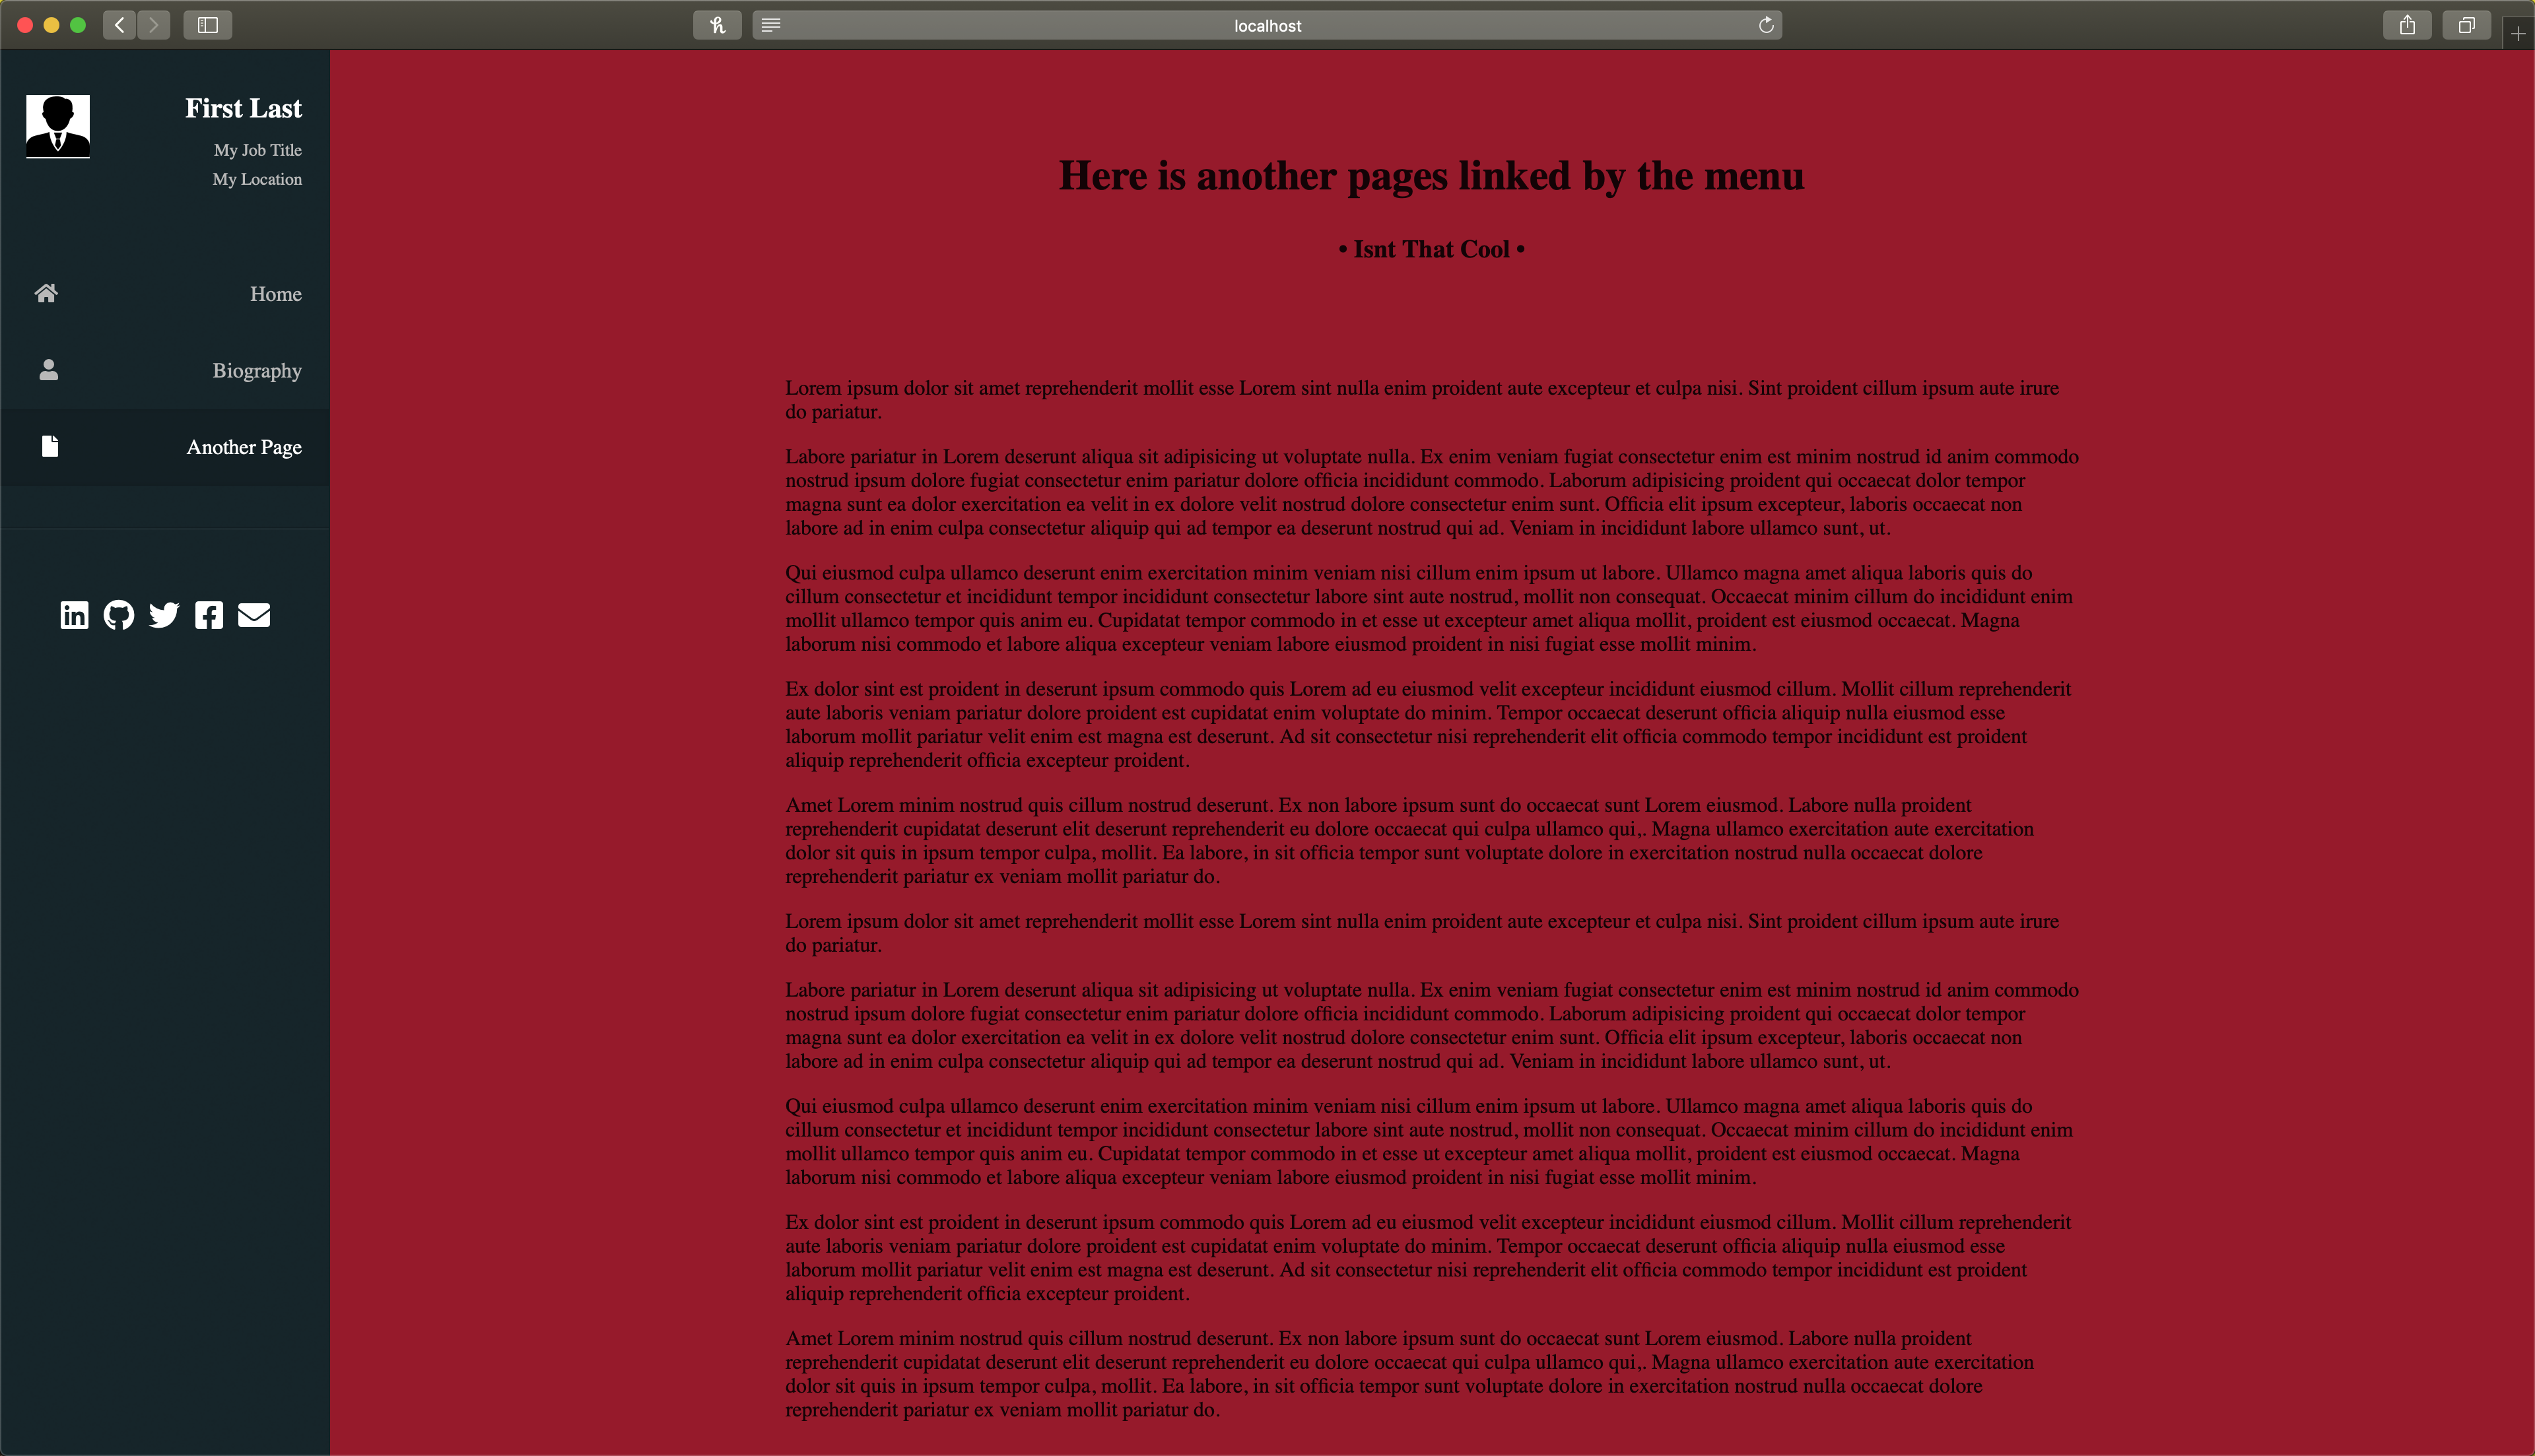 localhost
First Last
My Job Title
My Location
Home
Biography
Another Page
Here is another pages linked by the menu
• Isnt That Cool •
Lorem ipsum dolor sit amet reprehenderit mollit esse Lorem sint nulla enim proident aute excepteur et culpa nisi. Sint proident cillum ipsum aute irure
do pariatur.
Labore pariatur in Lorem deserunt aliqua sit adipisicing ut voluptate nulla. Ex enim veniam fugiat consectetur enim est minim nostrud id anim commodo
nostrud ipsum dolore fugiat consectetur enim pariatur dolore officia incididunt commodo. Laborum adipisicing proident qui occaecat dolor tempor
magna sunt ea dolor exercitation ea velit in ex dolore velit nostrud dolore consectetur enim sunt. Officia elit ipsum excepteur, laboris occaecat non
labore ad in enim culpa consectetur aliquip qui ad tempor ea deserunt nostrud qui ad. Veniam in incididunt labore ullamco sunt, ut.
Qui eiusmod culpa ullamco deserunt enim exercitation minim veniam nisi cillum enim ipsum ut labore. Ullamco magna amet aliqua laboris quis do
cillum consectetur et incididunt tempor incididunt consectetur labore sint aute nostrud, mollit non consequat. Occaecat minim cillum do incididunt enim
mollit ullamco tempor quis anim eu. Cupidatat tempor commodo in et esse ut excepteur amet aliqua mollit, proident est eiusmod occaecat. Magna
laborum nisi commodo et labore aliqua excepteur veniam labore eiusmod proident in nisi fugiat esse mollit minim.
Ex dolor sint est proident in deserunt ipsum commodo quis Lorem ad eu eiusmod velit excepteur incididunt eiusmod cillum. Mollit cillum reprehenderit
aute laboris veniam pariatur dolore proident est cupidatat enim voluptate do minim. Tempor occaecat deserunt officia aliquip nulla eiusmod esse
laborum mollit pariatur velit enim est magna est deserunt. Ad sit consectetur nisi reprehenderit elit officia commodo tempor incididunt est proident
aliquip reprehenderit officia excepteur proident.
Amet Lorem minim nostrud quis cillum nostrud deserunt. Ex non labore ipsum sunt do occaecat sunt Lorem eiusmod. Labore nulla proident
reprehenderit cupidatat deserunt elit deserunt reprehenderit eu dolore occaecat qui culpa ullamco qui,. Magna ullamco exercitation aute exercitation
dolor sit quis in ipsum tempor culpa, mollit. Ea labore, in sit officia tempor sunt voluptate dolore in exercitation nostrud nulla occaecat dolore
reprehenderit pariatur ex veniam mollit pariatur do.
Lorem ipsum dolor sit amet reprehenderit mollit esse Lorem sint nulla enim proident aute excepteur et culpa nisi. Sint proident cillum ipsum aute irure
do pariatur.
Labore pariatur in Lorem deserunt aliqua sit adipisicing ut voluptate nulla. Ex enim veniam fugiat consectetur enim est minim nostrud id anim commodo
nostrud ipsum dolore fugiat consectetur enim pariatur dolore officia incididunt commodo. Laborum adipisicing proident qui occaecat dolor tempor
magna sunt ea dolor exercitation ea velit in ex dolore velit nostrud dolore consectetur enim sunt. Officia elit ipsum excepteur, laboris occaecat non
labore ad in enim culpa consectetur aliquip qui ad tempor ea deserunt nostrud qui ad. Veniam in incididunt labore ullamco sunt, ut.
Qui eiusmod culpa ullamco deserunt enim exercitation minim veniam nisi cillum enim ipsum ut labore. Ullamco magna amet aliqua laboris quis do
cillum consectetur et incididunt tempor incididunt consectetur labore sint aute nostrud, mollit non consequat. Occaecat minim cillum do incididunt enim
mollit ullamco tempor quis anim eu. Cupidatat tempor commodo in et esse ut excepteur amet aliqua mollit, proident est eiusmod occaecat. Magna
laborum nisi commodo et labore aliqua excepteur veniam labore eiusmod proident in nisi fugiat esse mollit minim.
Ex dolor sint est proident in deserunt ipsum commodo quis Lorem ad eu eiusmod velit excepteur incididunt eiusmod cillum. Mollit cillum reprehenderit
aute laboris veniam pariatur dolore proident est cupidatat enim voluptate do minim. Tempor occaecat deserunt officia aliquip nulla eiusmod esse
laborum mollit pariatur velit enim est magna est deserunt. Ad sit consectetur nisi reprehenderit elit officia commodo tempor incididunt est proident
aliquip reprehenderit officia excepteur proident.
Amet Lorem minim nostrud quis cillum nostrud deserunt. Ex non labore ipsum sunt do occaecat sunt Lorem eiusmod. Labore nulla proident
reprehenderit cupidatat deserunt elit deserunt reprehenderit eu dolore occaecat qui culpa ullamco qui,. Magna ullamco exercitation aute exercitation
dolor sit quis in ipsum tempor culpa, mollit. Ea labore, in sit officia tempor sunt voluptate dolore in exercitation nostrud nulla occaecat dolore
reprehenderit pariatur ex veniam mollit pariatur do.